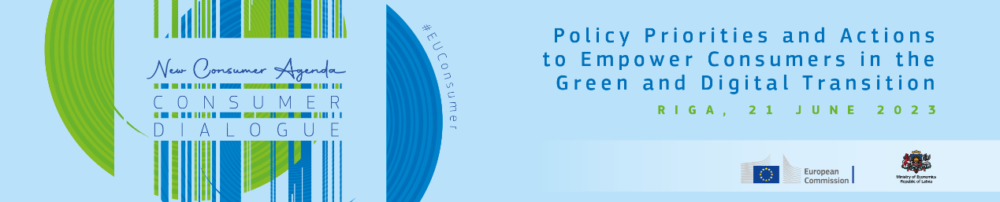 New Consumer Agenda
CONSUMER
DIALOGUE
#EUConsumer
Policy Priorities and Actions
to Empower Consumers in the
Green and Digital Transition
RIGA, 21 JUNE 2023
European
Commission
Ministry of Economics
Republic of Latvia